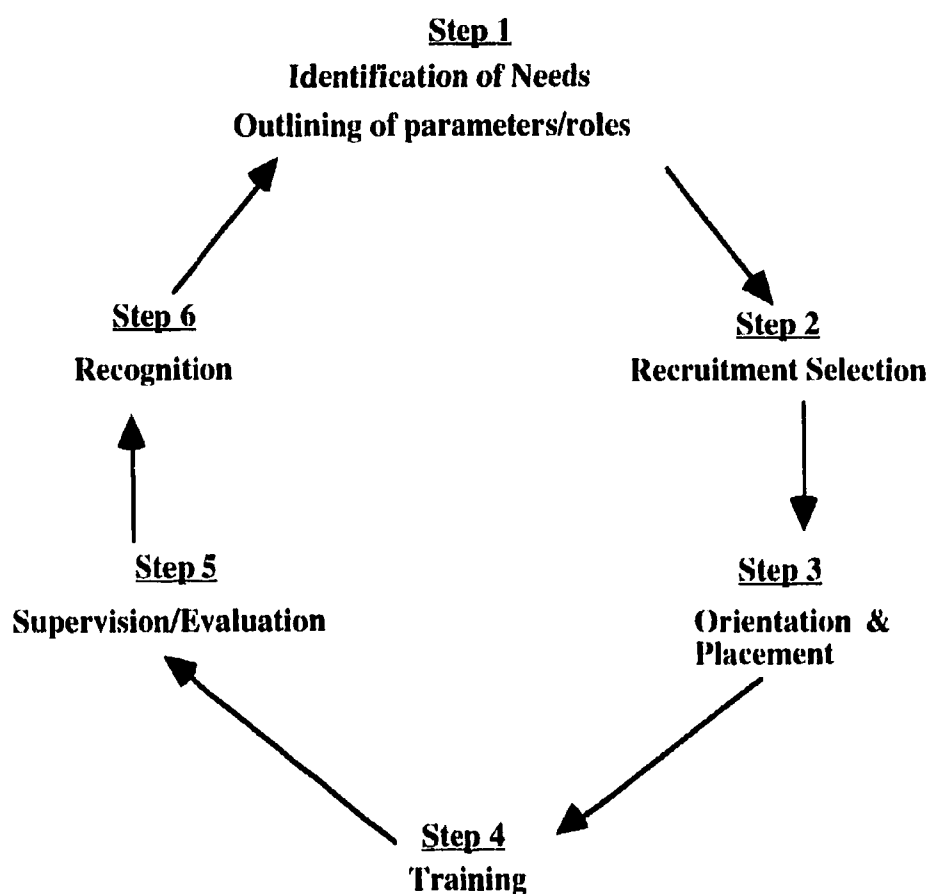 Step 1
Identification of Needs
Outlining of parameters/roles
Step 2
Recruitment Selection
Step 3
Orientation &
Placement
Step 4
Training
Step 5
Supervision/Evaluation
Step 6
Recognition